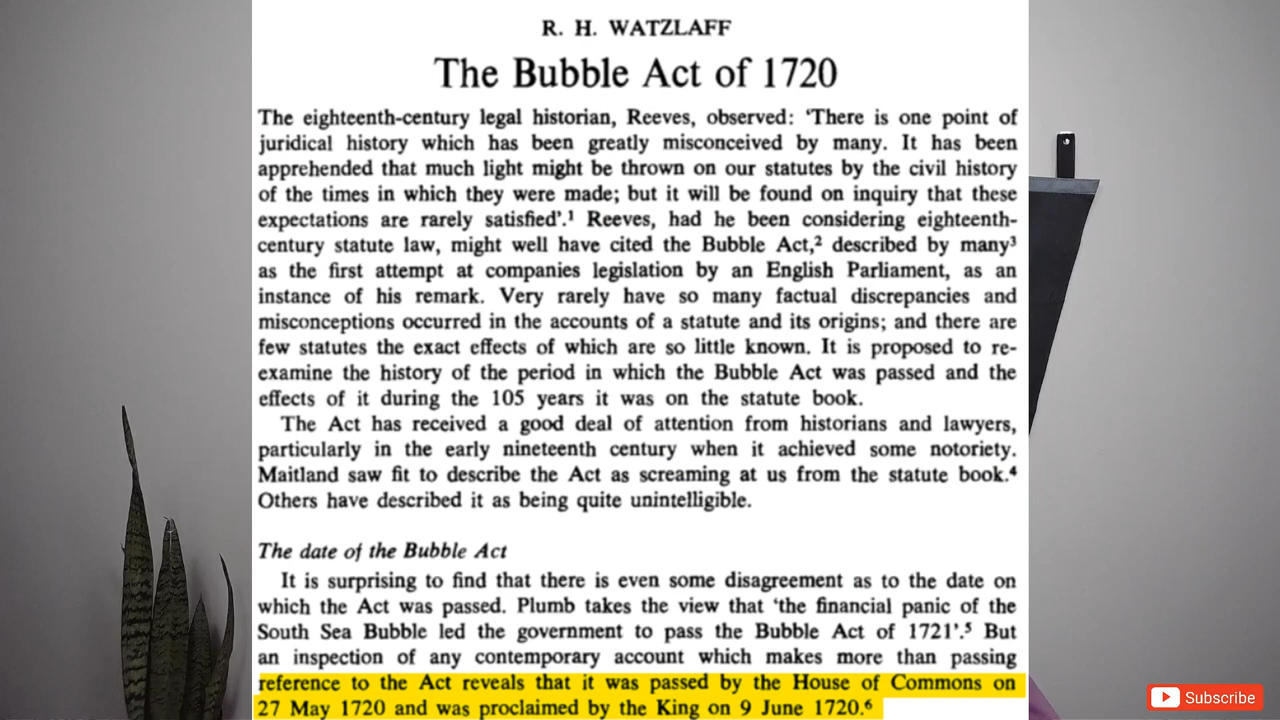 R. H. WATZLAFF
The Bubble Act of 1720
The eighteenth-century legal historian, Reeves, observed: ‘There is one point of
juridical history which has been greatly misconceived by many. It has been
apprehended that much light might be thrown on our statutes by the civil history
of the times in which they were made; but it will be found on inquiry that these
expectations are rarely satisfied’.¹ Reeves, had he been considering eighteenth-
century statute law, might well have cited the Bubble Act,² described by many³
as the first attempt at companies legislation by an English Parliament, as an
instance of his remark. Very rarely have so many factual discrepancies and
misconceptions occurred in the accounts of a statute and its origins; and there are
few statutes the exact effects of which are so little known. It is proposed to re-
examine the history of the period in which the Bubble Act was passed and the
effects of it during the 105 years it was on the statute book.
The Act has received a good deal of attention from historians and lawyers,
particularly in the early nineteenth century when it achieved some notoriety.
Maitland saw fit to describe the Act as screaming at us from the statute book.⁴
Others have described it as being quite unintelligible.
The date of the Bubble Act
It is surprising to find that there is even some disagreement as to the date on
which the Act was passed. Plumb takes the view that ‘the financial panic of the
South Sea Bubble led the government to pass the Bubble Act of 1721’.⁵ But
an inspection of any contemporary account which makes more than passing
reference to the Act reveals that it was passed by the House of Commons on
27 May 1720 and was proclaimed by the King on 9 June 1720.⁶
Subscribe